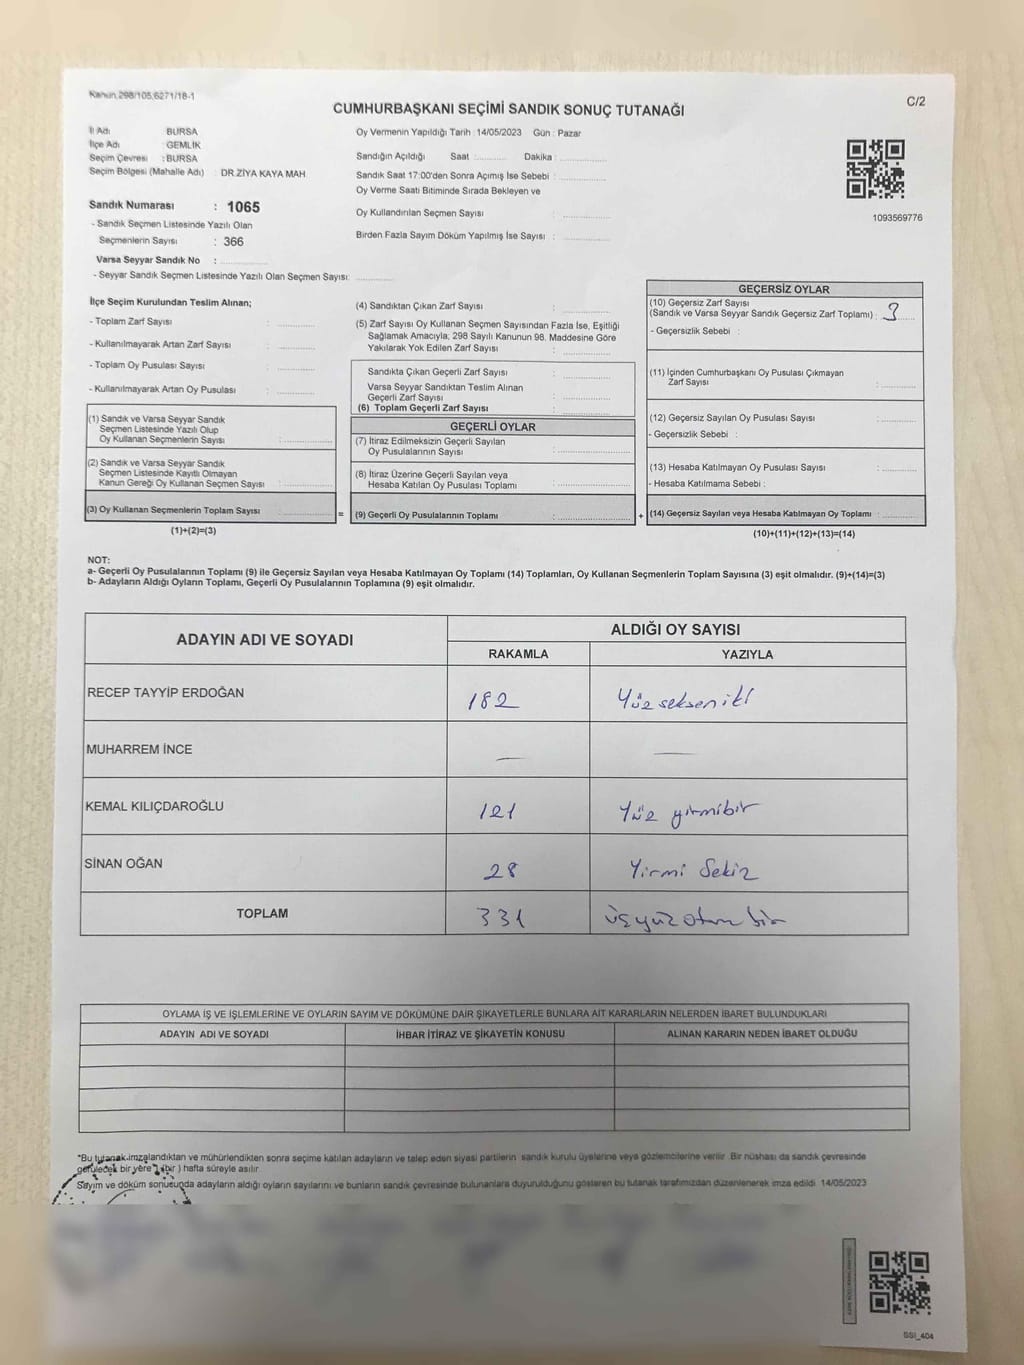 Kanun 298/105,6271/18-1
C/2
CUMHURBAŞKANI SEÇİMİ SANDIK SONUÇ TUTANAĞI
İl Adı BURSA
İlçe Adı : GEMLİK
Seçim Çevresi : BURSA
Seçim Bölgesi (Mahalle Adı) : DR.ZİYA KAYA MAH.
Sandık Numarası : 1065
- Sandık Seçmen Listesinde Yazılı Olan
Seçmenlerin Sayısı : 366
Varsa Seyyar Sandık No :
- Seyyar Sandık Seçmen Listesinde Yazılı Olan Seçmen Sayısı:
Oy Vermenin Yapıldığı Tarih : 14/05/2023 Gün : Pazar
Sandığın Açıldığı Saat : Dakika :
Sandık Saat 17:00'den Sonra Açımış İse Sebebi :
Oy Verme Saati Bitiminde Sırada Bekleyen ve
Oy Kullandırılan Seçmen Sayısı :
Birden Fazla Sayım Döküm Yapılmış İse Sayısı :
1093569776
İlçe Seçim Kurulundan Teslim Alınan;
- Toplam Zarf Sayısı :
- Kullanılmayarak Artan Zarf Sayısı :
- Toplam Oy Pusulası Sayısı :
- Kullanılmayarak Artan Oy Pusulası :
(1) Sandık ve Varsa Seyyar Sandık
Seçmen Listesinde Yazılı Olup
Oy Kullanan Seçmenlerin Sayısı :
(2) Sandık ve Varsa Seyyar Sandık
Seçmen Listesinde Kayıtlı Olmayan
Kanun Gereği Oy Kullanan Seçmen Sayısı :
(3) Oy Kullanan Seçmenlerin Toplam Sayısı :
(1)+(2)=(3)
(4) Sandıktan Çıkan Zarf Sayısı :
(5) Zarf Sayısı Oy Kullanan Seçmen Sayısından Fazla İse, Eşitliği
Sağlamak Amacıyla; 298 Sayılı Kanunun 98. Maddesine Göre
Yakılarak Yok Edilen Zarf Sayısı :
Sandıkta Çıkan Geçerli Zarf Sayısı :
Varsa Seyyar Sandıktan Teslim Alınan
Geçerli Zarf Sayısı :
(6) Toplam Geçerli Zarf Sayısı :
GEÇERLİ OYLAR
(7) İtiraz Edilmeksizin Geçerli Sayılan
Oy Pusulalarının Sayısı :
(8) İtiraz Üzerine Geçerli Sayılan veya
Hesaba Katılan Oy Pusulası Toplamı :
= (9) Geçerli Oy Pusulalarının Toplamı :
GEÇERSİZ OYLAR
(10) Geçersiz Zarf Sayısı
(Sandık ve Varsa Seyyar Sandık Geçersiz Zarf Toplamı) : 3
- Geçersizlik Sebebi :
(11) İçinden Cumhurbaşkanı Oy Pusulası Çıkmayan
Zarf Sayısı :
(12) Geçersiz Sayılan Oy Pusulası Sayısı :
- Geçersizlik Sebebi :
(13) Hesaba Katılmayan Oy Pusulası Sayısı :
- Hesaba Katılmama Sebebi :
+ (14) Geçersiz Sayılan veya Hesaba Katılmayan Oy Toplamı :
(10)+(11)+(12)+(13)=(14)
NOT:
a- Geçerli Oy Pusulalarının Toplamı (9) ile Geçersiz Sayılan veya Hesaba Katılmayan Oy Toplamı (14) Toplamları, Oy Kullanan Seçmenlerin Toplam Sayısına (3) eşit olmalıdır. (9)+(14)=(3)
b- Adayların Aldığı Oyların Toplamı, Geçerli Oy Pusulalarının Toplamına (9) eşit olmalıdır.
ADAYIN ADI VE SOYADI
ALDIĞI OY SAYISI
RAKAMLA YAZIYLA
RECEP TAYYİP ERDOĞAN 182 Yüz seksen iki
MUHARREM İNCE — —
KEMAL KILIÇDAROĞLU 121 Yüz yirmibir
SİNAN OĞAN 28 Yirmi Sekiz
TOPLAM 331 üçyüz otuz bir
OYLAMA İŞ VE İŞLEMLERİNE VE OYLARIN SAYIM VE DÖKÜMÜNE DAİR ŞİKAYETLERLE BUNLARA AİT KARARLARIN NELERDEN İBARET BULUNDUKLARI
ADAYIN ADI VE SOYADI İHBAR İTİRAZ VE ŞİKAYETİN KONUSU ALINAN KARARIN NEDEN İBARET OLDUĞU
*Bu tutanak imzalandıktan ve mühürlendikten sonra seçime katılan adayların ve talep eden siyasi partilerin sandık kurulu üyelerine veya gözlemcilerine verilir. Bir nüshası da sandık çevresinde
görülecek bir yere 1 (bir ) hafta süreyle asılır.
Sayım ve döküm sonucunda adayların aldığı oyların sayılarını ve bunların sandık çevresinde bulunanlara duyurulduğunu gösteren bu tutanak tarafımızdan düzenlenerek imza edildi. 14/05/2023
SSI_404